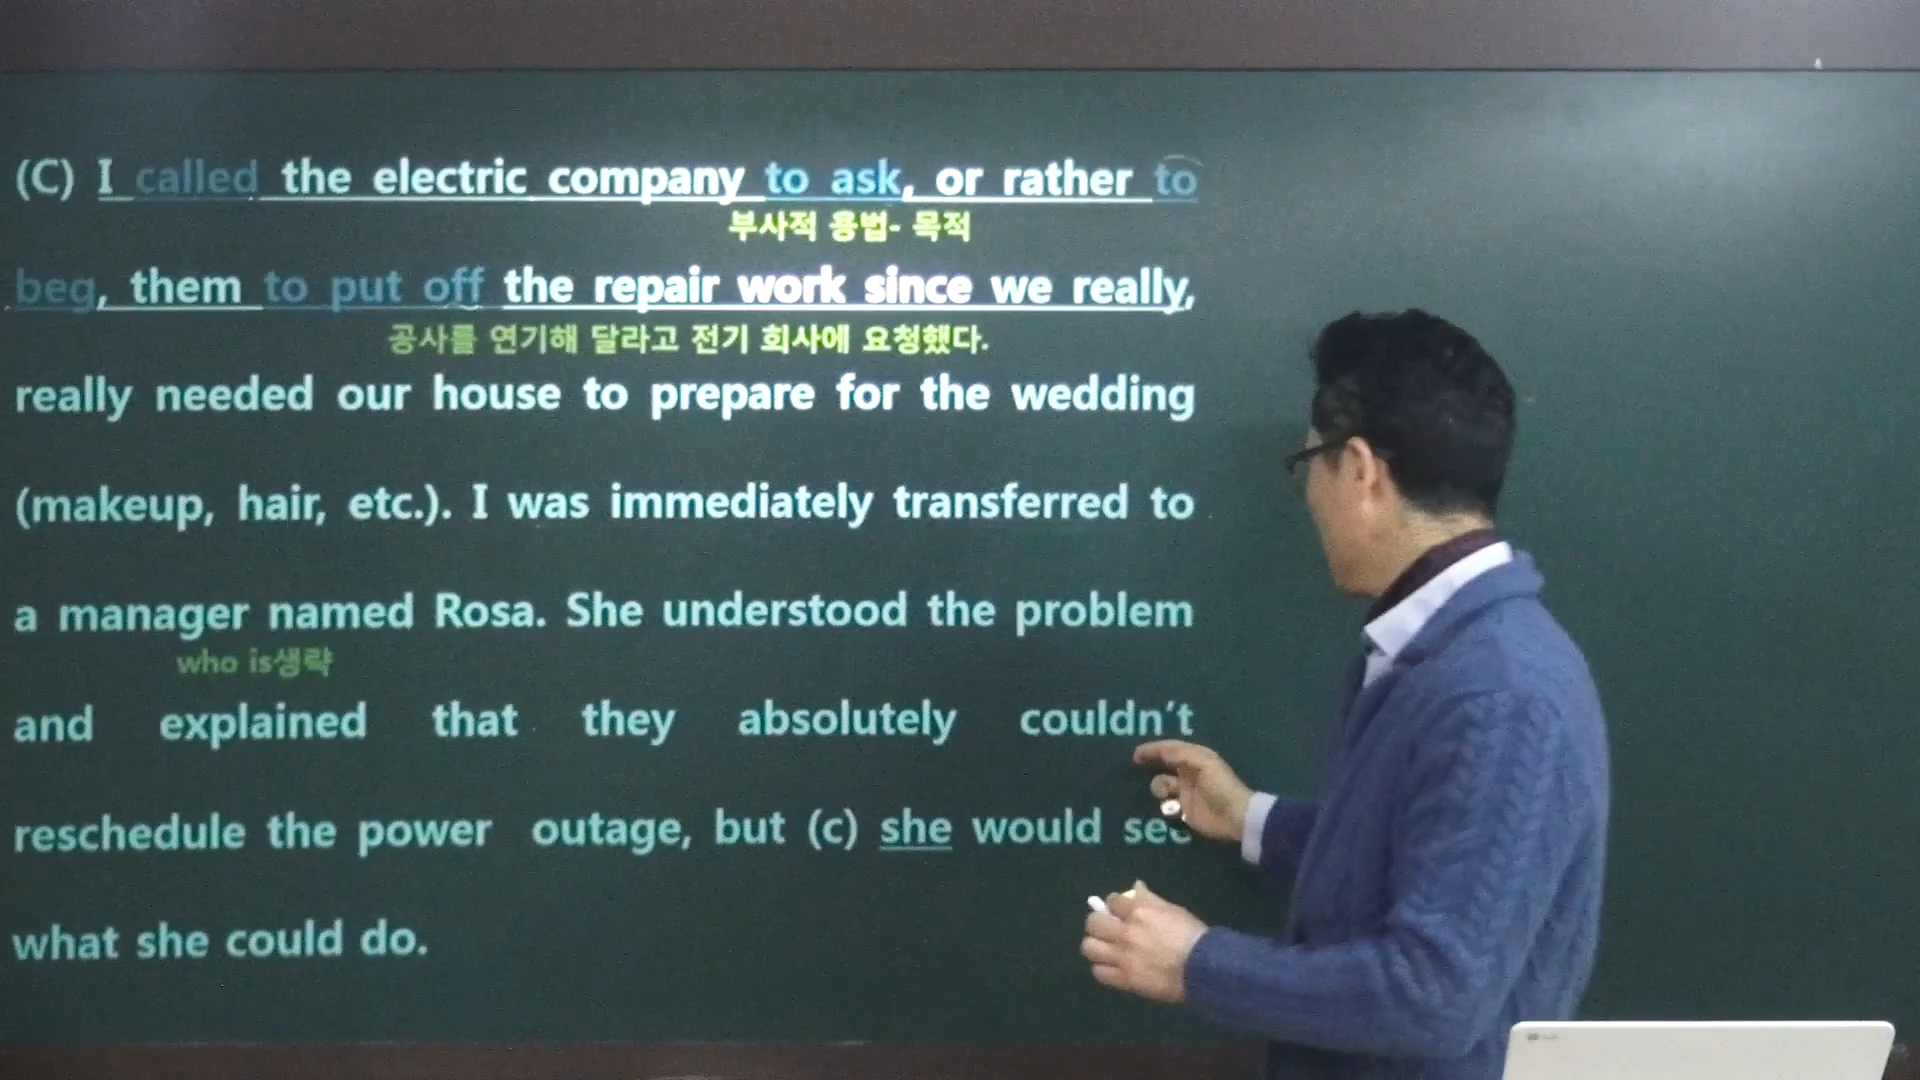 (C) I called the electric company to ask, or rather to
부사적 용법- 목적
beg, them to put off the repair work since we really,
공사를 연기해 달라고 전기 회사에 요청했다.
really needed our house to prepare for the wedding
(makeup, hair, etc.). I was immediately transferred to
a manager named Rosa. She understood the problem
who is생략
and explained that they absolutely couldn't
reschedule the power outage, but (c) she would see
what she could do.